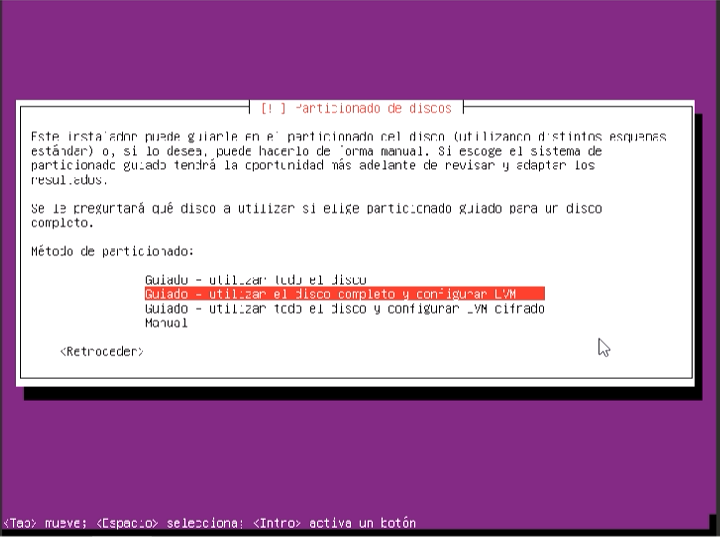 [!!] Particionado de discos
Este instalador puede guiarle en el particionado del disco (utilizando distintos esquemas
estándar) o, si lo desea, puede hacerlo de forma manual. Si escoge el sistema de
particionado guiado tendrá la oportunidad más adelante de revisar y adaptar los
resultados.
Se le preguntará qué disco a utilizar si elige particionado guiado para un disco
completo.
Método de particionado:
Guiado - utilizar todo el disco
Guiado - utilizar el disco completo y configurar LVM
Guiado - utilizar todo el disco y configurar LVM cifrado
Manual
<Retroceder>
<Tab> mueve; <Espacio> selecciona; <Intro> activa un botón